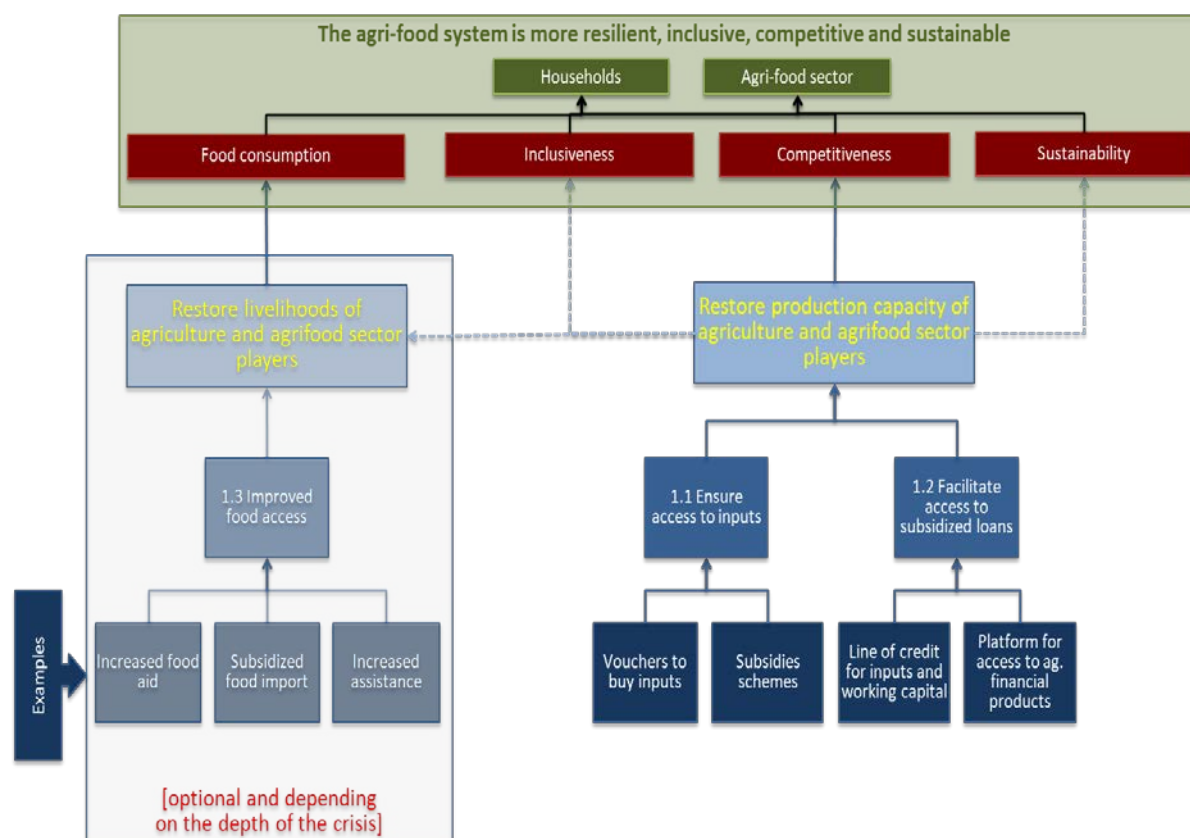 The agri-food system is more resilient, inclusive, competitive and sustainable
Households
Agri-food sector
Food consumption
Inclusiveness
Competitiveness
Sustainability
Restore livelihoods of
agriculture and agrifood sector
players
Restore production capacity of
agriculture and agrifood sector
players
1.3 Improved
food access
1.1 Ensure
access to inputs
1.2 Facilitate
access to
subsidized loans
Examples
Increased food
aid
Subsidized
food import
Increased
assistance
Vouchers to
buy inputs
Subsidies
schemes
Line of credit
for inputs and
working capital
Platform for
access to ag.
financial
products
[optional and depending
on the depth of the crisis]